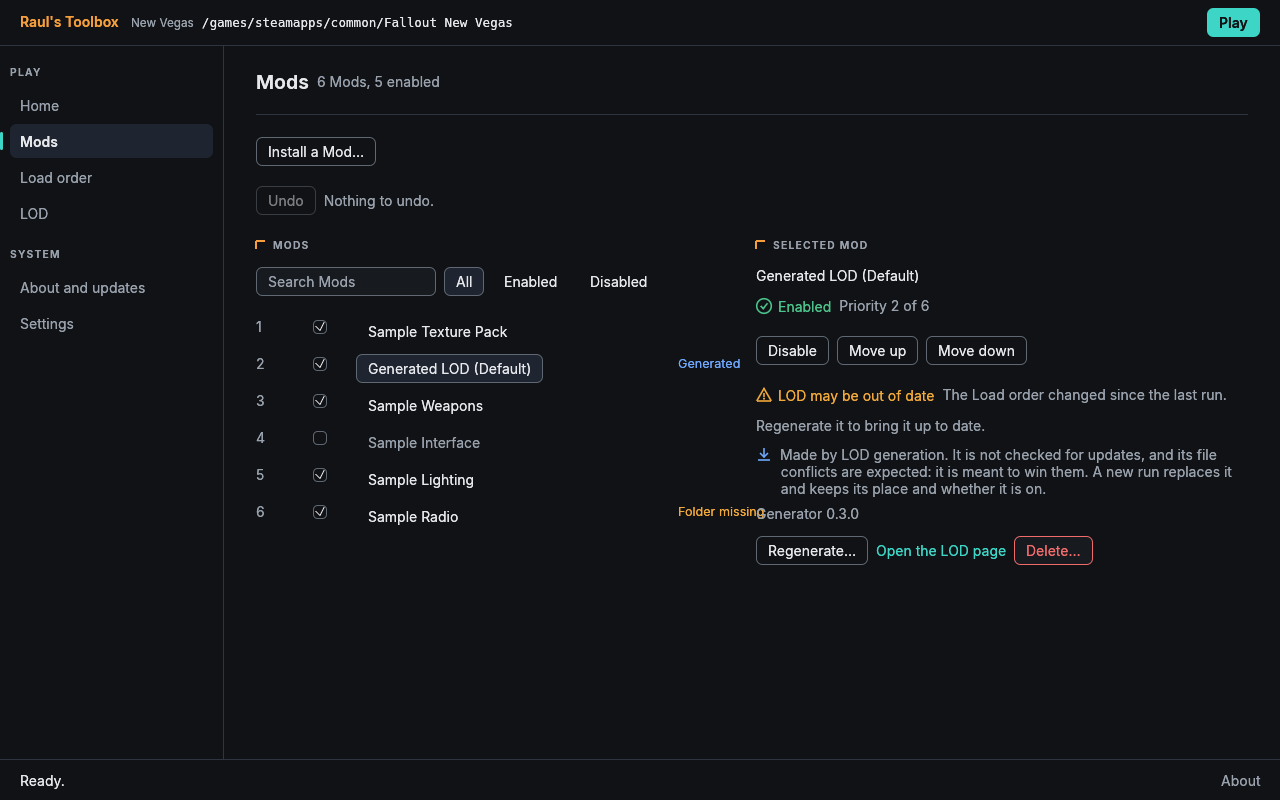 Raul's Toolbox New Vegas /games/steamapps/common/Fallout New Vegas Play
PLAY
Home
Mods
Load order
LOD
SYSTEM
About and updates
Settings
Mods 6 Mods, 5 enabled
Install a Mod...
Undo Nothing to undo.
MODS
Search Mods All Enabled Disabled
1 Sample Texture Pack
2 Generated LOD (Default) Generated
3 Sample Weapons
4 Sample Interface
5 Sample Lighting
6 Sample Radio Folder missing
SELECTED MOD
Generated LOD (Default)
Enabled Priority 2 of 6
Disable Move up Move down
LOD may be out of date The Load order changed since the last run.
Regenerate it to bring it up to date.
Made by LOD generation. It is not checked for updates, and its file
conflicts are expected: it is meant to win them. A new run replaces it
and keeps its place and whether it is on.
Generator 0.3.0
Regenerate... Open the LOD page Delete...
Ready. About